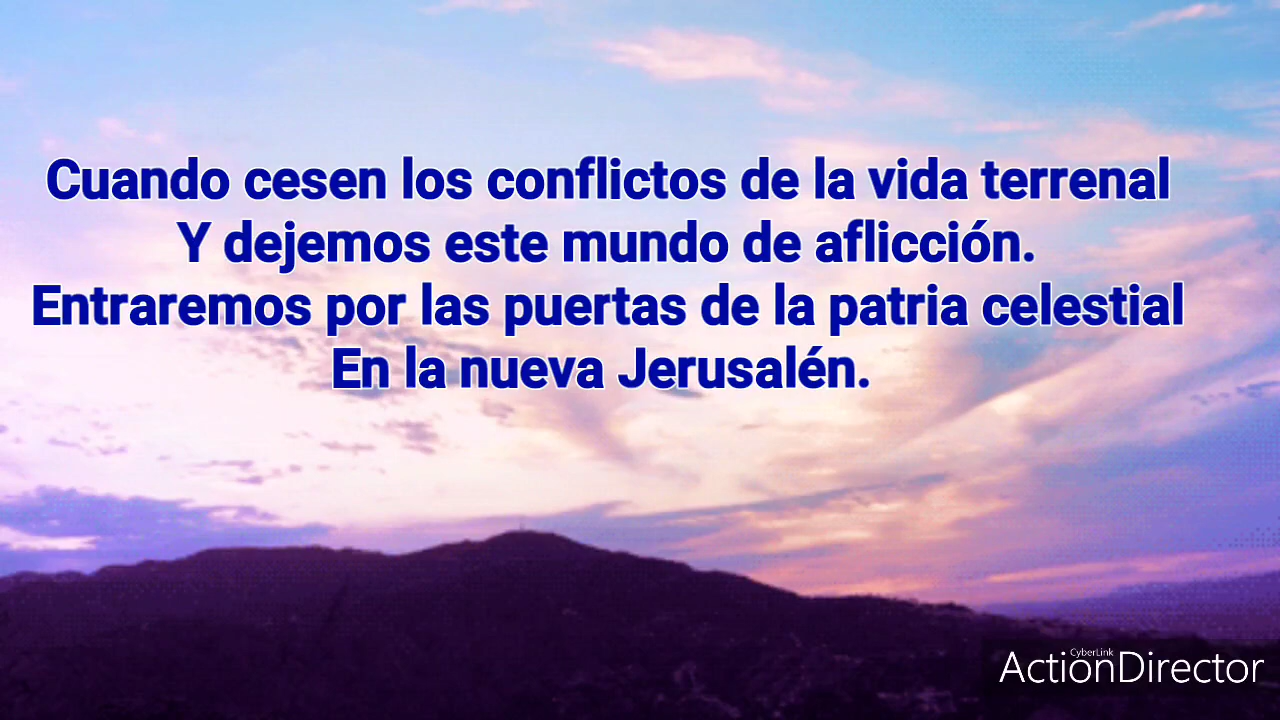 Cuando cesen los conflictos de la vida terrenal
Y dejemos este mundo de aflicción.
Entraremos por las puertas de la patria celestial
En la nueva Jerusalén.
CyberLink
ActionDirector